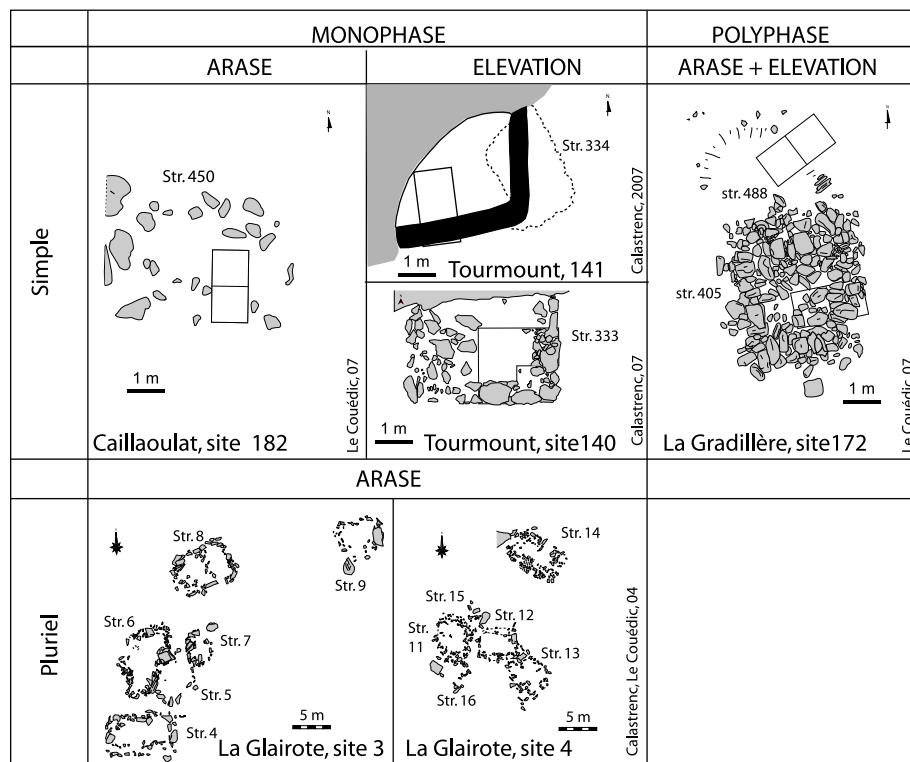 MONOPHASE
POLYPHASE
ARASE
ELEVATION
ARASE + ELEVATION
Simple
N
Str. 450
1 m
Caillaoulat, site 182
Le Couédic, 07
N
Str. 334
1 m
Tourmount, 141
Calastrenc, 2007
Str. 333
1 m
Tourmount, site140
Calastrenc, 07
N
str. 488
str. 405
1 m
La Gradillère, site172
Le Couédic, 07
ARASE
Pluriel
Str. 8
Str. 9
Str. 6
Str. 7
Str. 5
Str. 4
5 m
La Glairote, site 3
Str. 14
Str. 15
Str. 12
Str.
11
Str. 13
Str. 16
5 m
La Glairote, site 4
Calastrenc, Le Couédic, 04